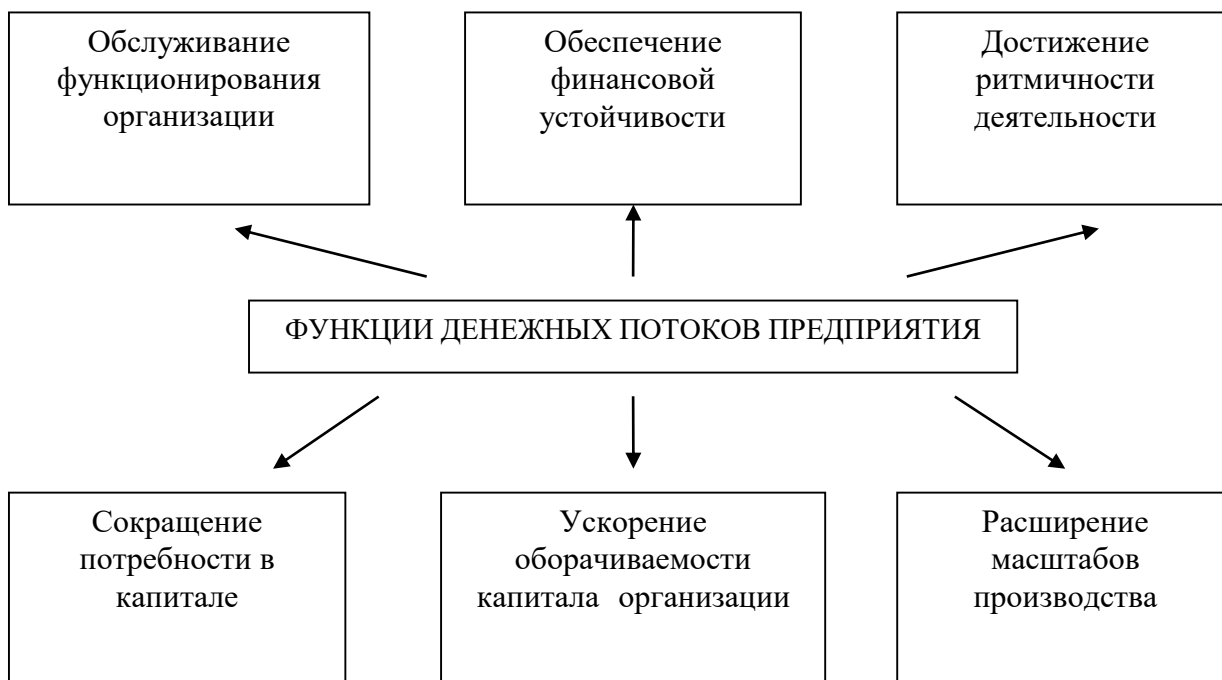 Обслуживание
функционирования
организации
Обеспечение
финансовой
устойчивости
Достижение
ритмичности
деятельности
ФУНКЦИИ ДЕНЕЖНЫХ ПОТОКОВ ПРЕДПРИЯТИЯ
Сокращение
потребности в
капитале
Ускорение
оборачиваемости
капитала организации
Расширение
масштабов
производства